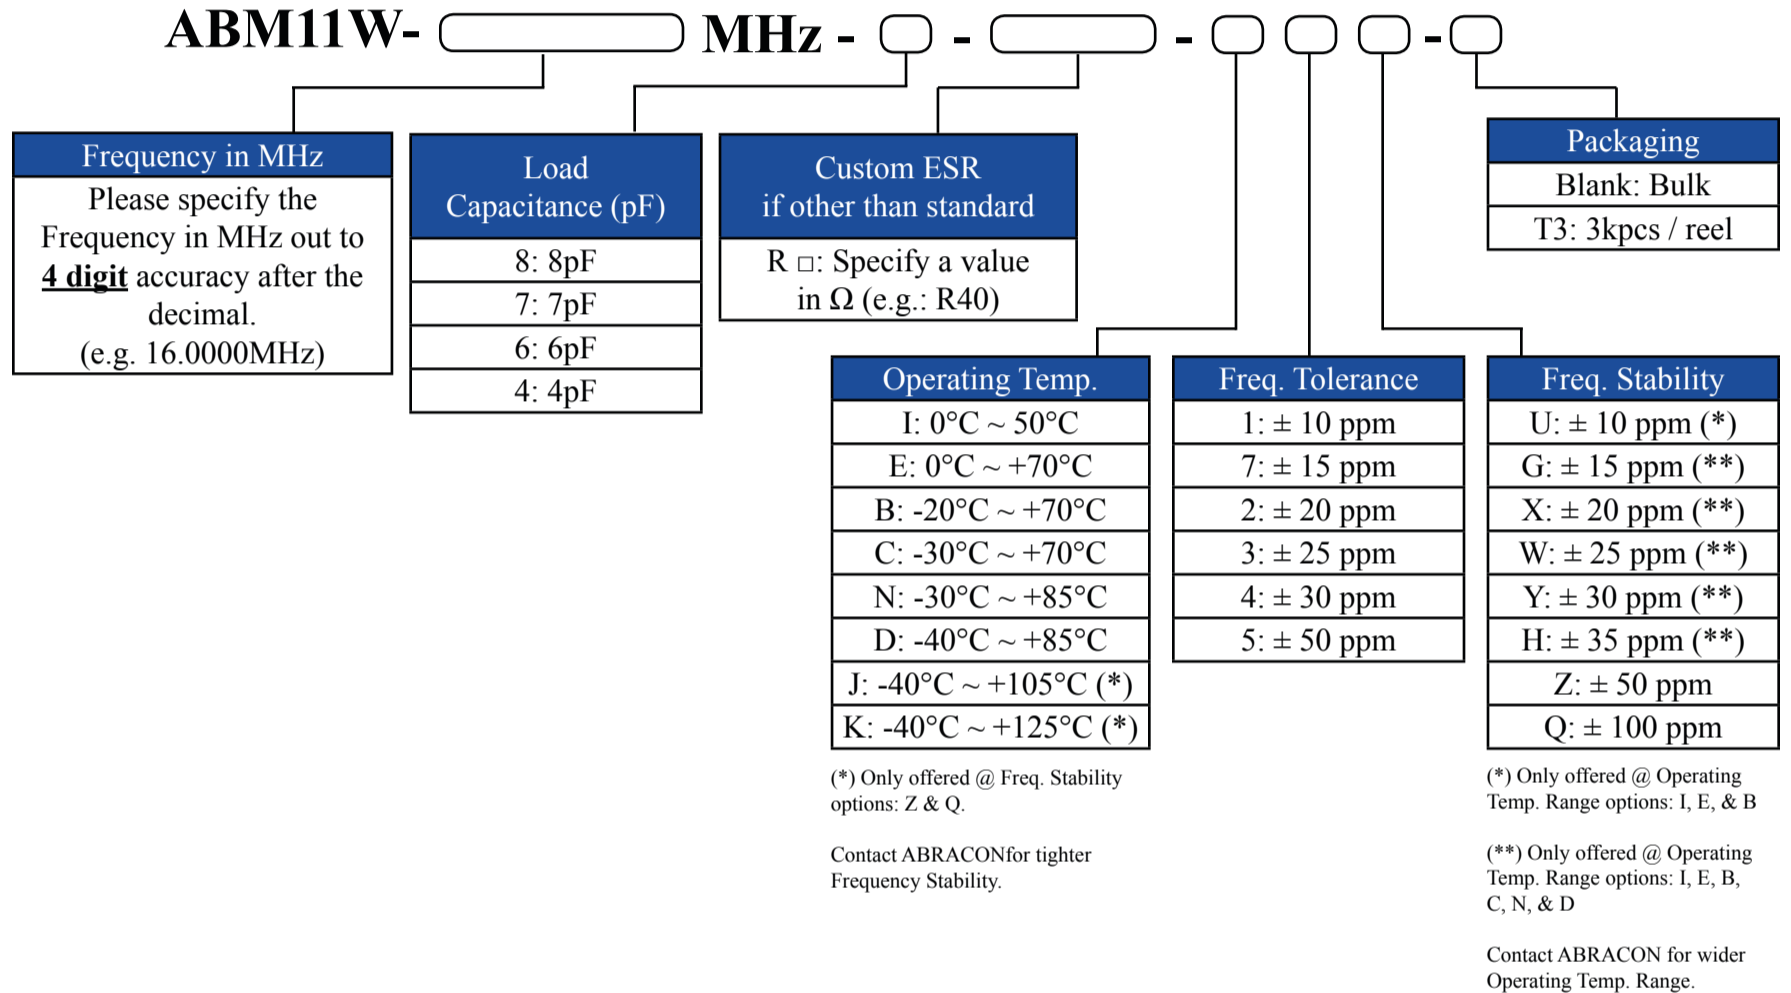 ABM11W- MHz - - - -
Frequency in MHz
Please specify the
Frequency in MHz out to
4 digit accuracy after the
decimal.
(e.g. 16.0000MHz)
Load
Capacitance (pF)
8: 8pF
7: 7pF
6: 6pF
4: 4pF
Custom ESR
if other than standard
R □: Specify a value
in Ω (e.g.: R40)
Packaging
Blank: Bulk
T3: 3kpcs / reel
Operating Temp.
I: 0°C ~ 50°C
E: 0°C ~ +70°C
B: -20°C ~ +70°C
C: -30°C ~ +70°C
N: -30°C ~ +85°C
D: -40°C ~ +85°C
J: -40°C ~ +105°C (*)
K: -40°C ~ +125°C (*)
(*) Only offered @ Freq. Stability
options: Z & Q.
Contact ABRACONfor tighter
Frequency Stability.
Freq. Tolerance
1: ± 10 ppm
7: ± 15 ppm
2: ± 20 ppm
3: ± 25 ppm
4: ± 30 ppm
5: ± 50 ppm
Freq. Stability
U: ± 10 ppm (*)
G: ± 15 ppm (**)
X: ± 20 ppm (**)
W: ± 25 ppm (**)
Y: ± 30 ppm (**)
H: ± 35 ppm (**)
Z: ± 50 ppm
Q: ± 100 ppm
(*) Only offered @ Operating
Temp. Range options: I, E, & B
(**) Only offered @ Operating
Temp. Range options: I, E, B,
C, N, & D
Contact ABRACON for wider
Operating Temp. Range.